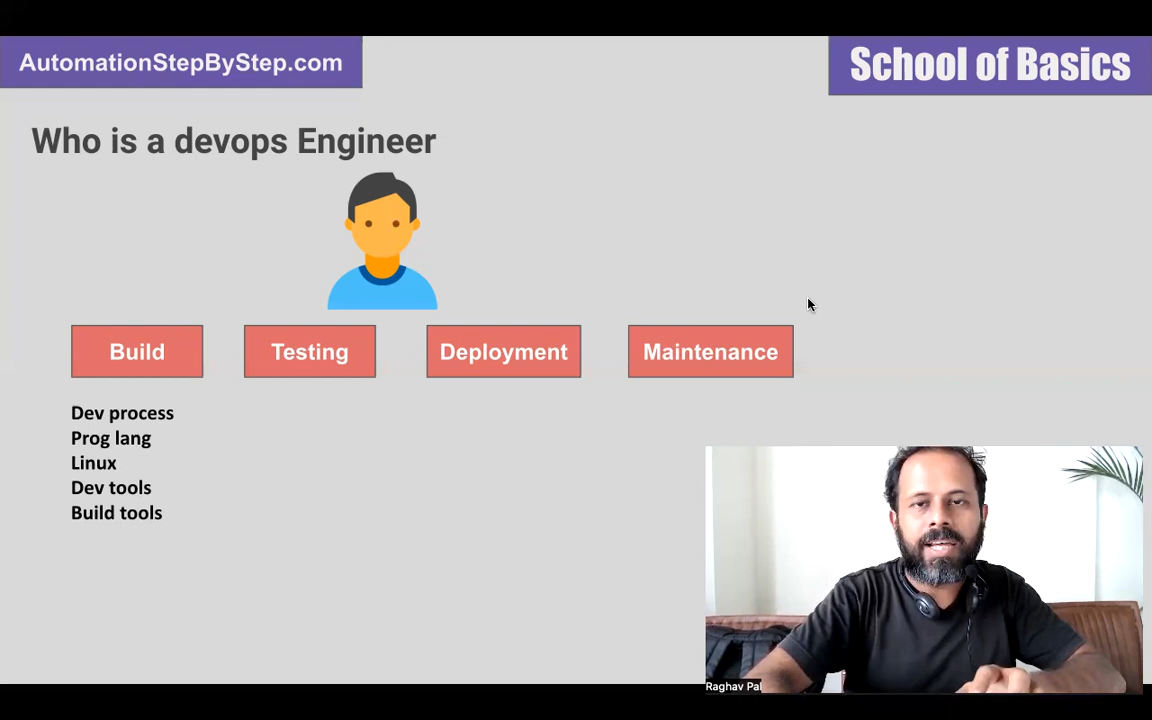 AutomationStepByStep.com
School of Basics
Who is a devops Engineer
Build
Testing
Deployment
Maintenance
Dev process
Prog lang
Linux
Dev tools
Build tools
Raghav Pal